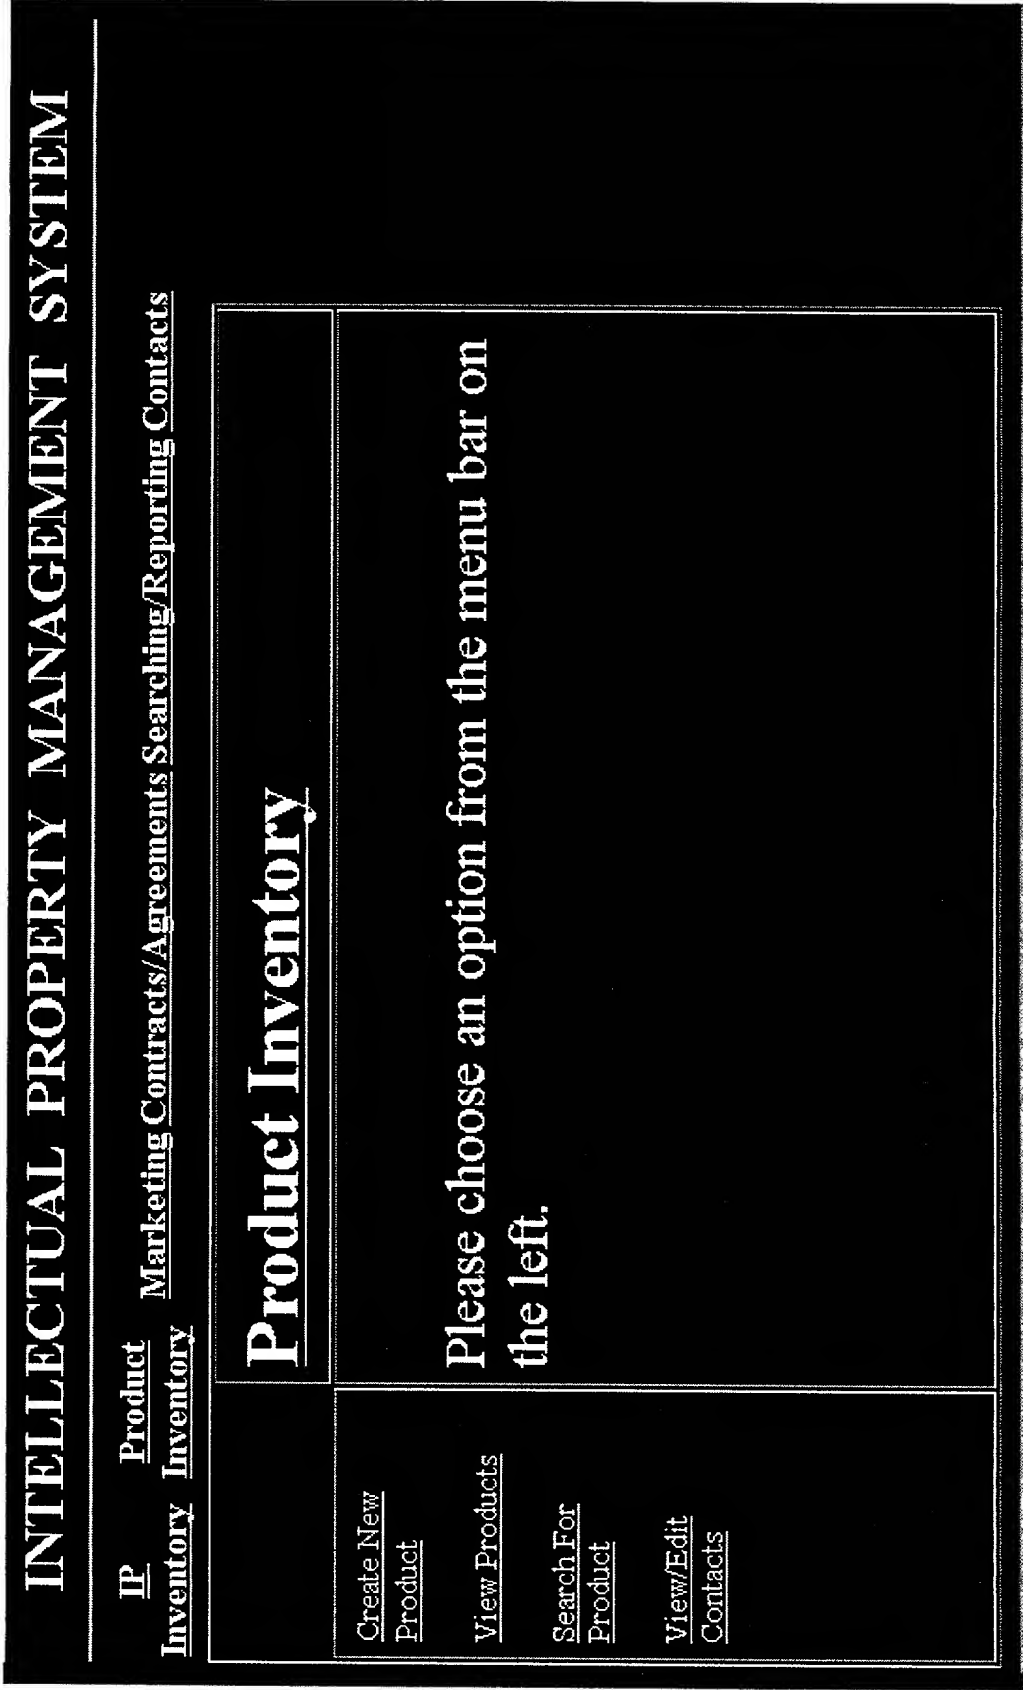 INTELLECTUAL PROPERTY MANAGEMENT SYSTEM
IP Product
Inventory Inventory Marketing Contracts/Agreements Searching/Reporting Contacts
Product Inventory
Create New
Product
View Products
Search For
Product
View/Edit
Contacts
Please choose an option from the menu bar on
the left.